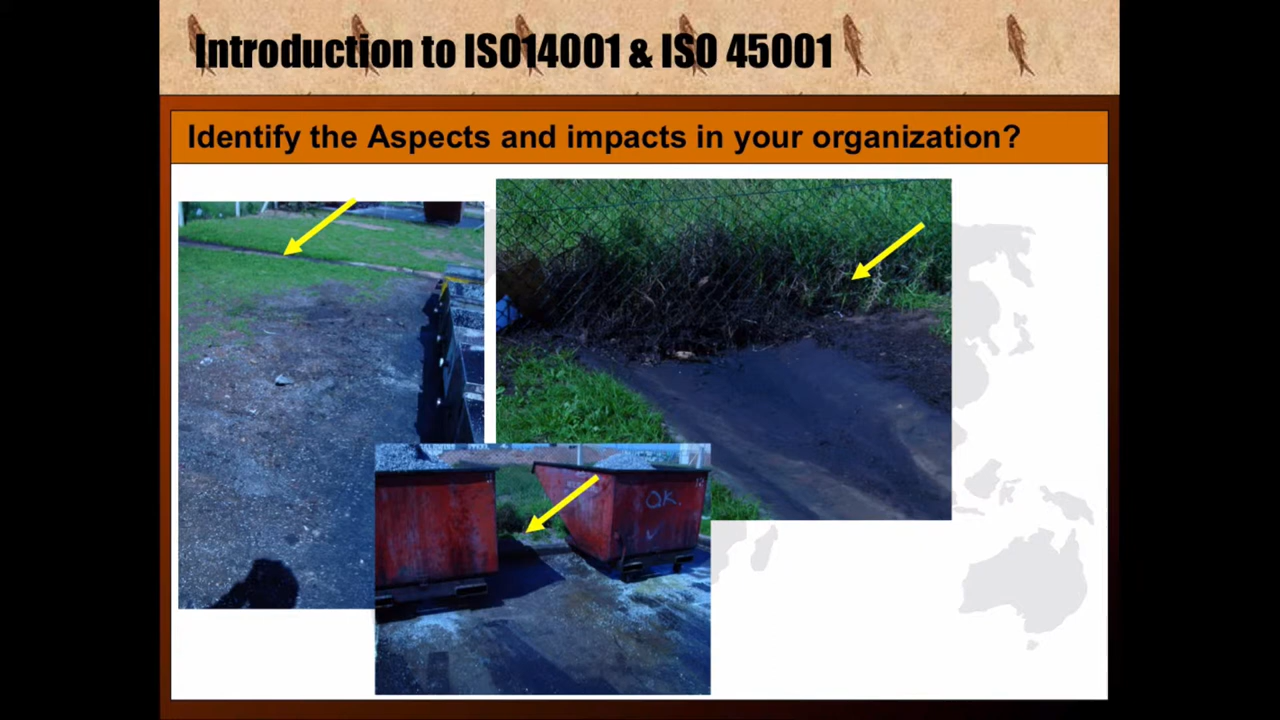 Introduction to ISO14001 & ISO 45001
Identify the Aspects and impacts in your organization?
OK.